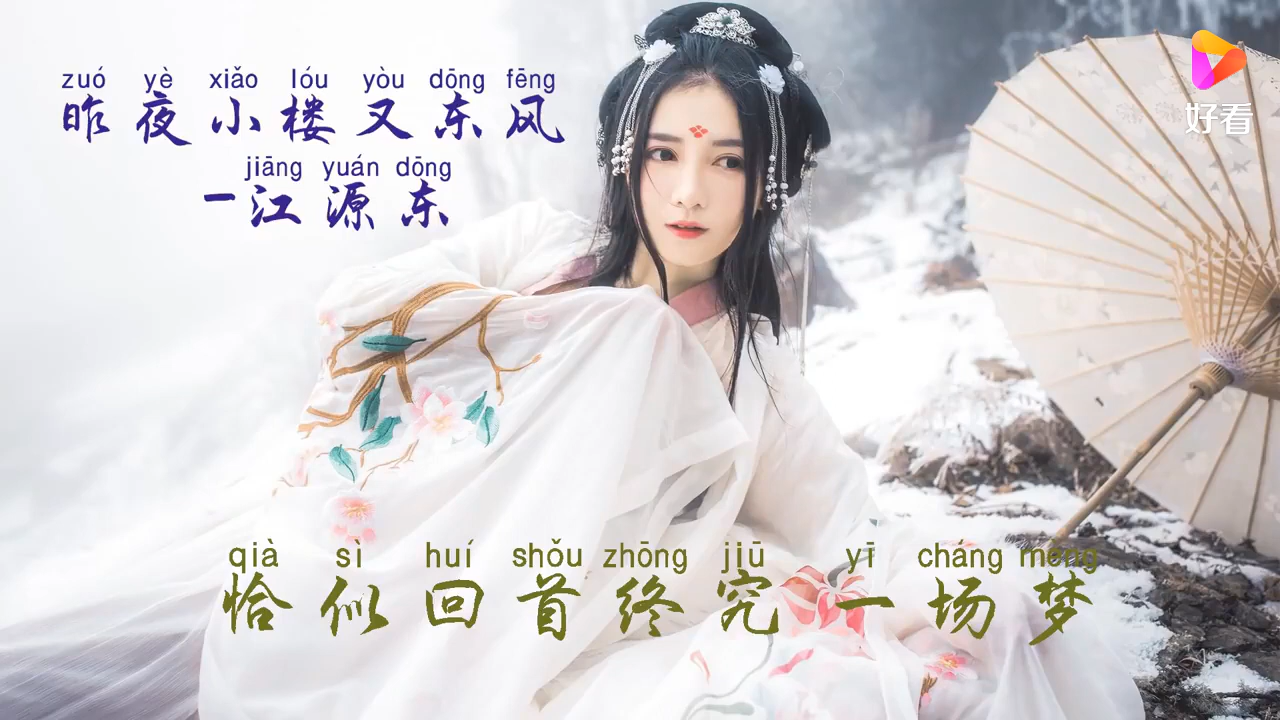 zuó yè xiǎo lóu yòu dōng fēng
昨夜小楼又东风
jiāng yuán dōng
一江源东
好看
qià sì huí shǒu zhōng jiū yī cháng mèng
恰似回首终究一场梦